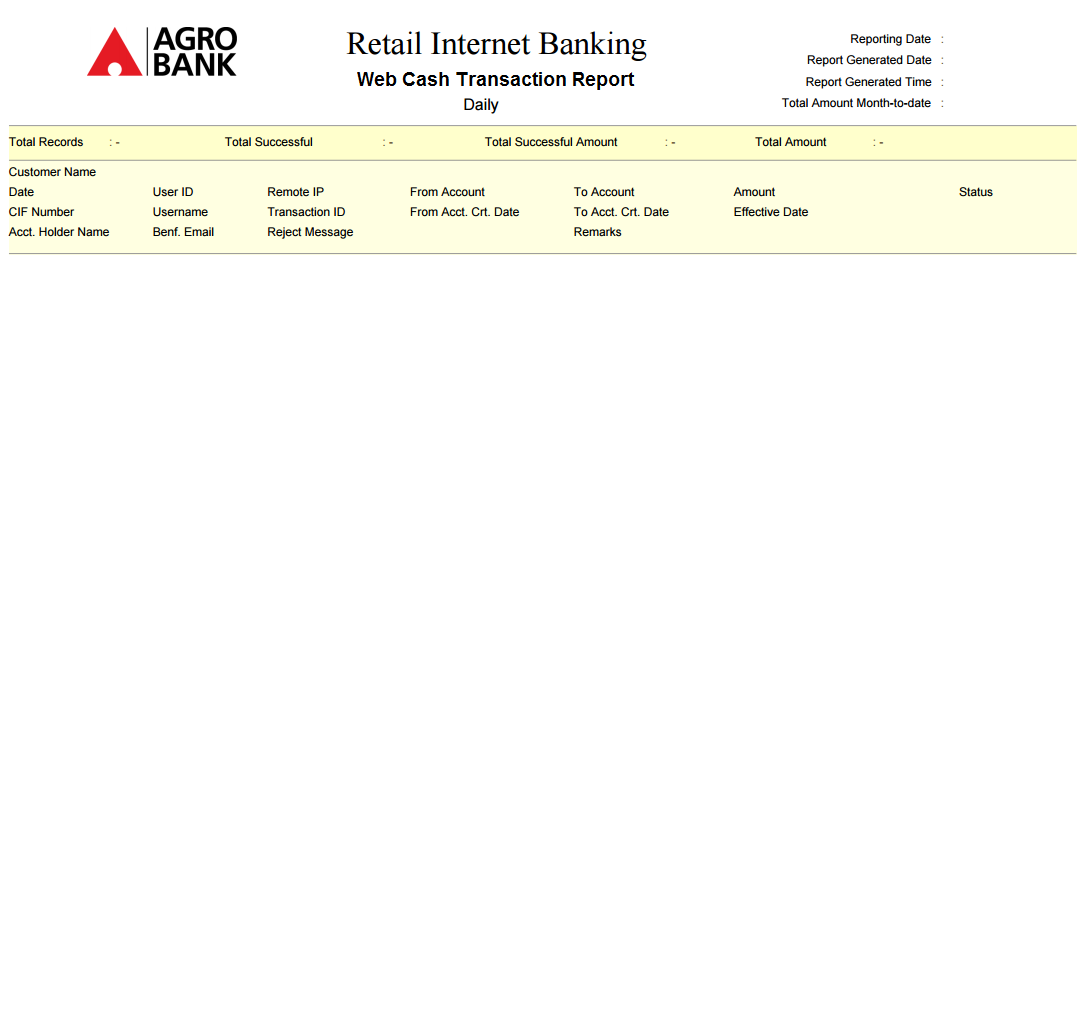 AGRO
BANK
Retail Internet Banking
Web Cash Transaction Report
Daily
Reporting Date :
Report Generated Date :
Report Generated Time :
Total Amount Month-to-date :
Total Records : - Total Successful : - Total Successful Amount : - Total Amount : -
Customer Name
Date User ID Remote IP From Account To Account Amount Status
CIF Number Username Transaction ID From Acct. Crt. Date To Acct. Crt. Date Effective Date
Acct. Holder Name Benf. Email Reject Message Remarks